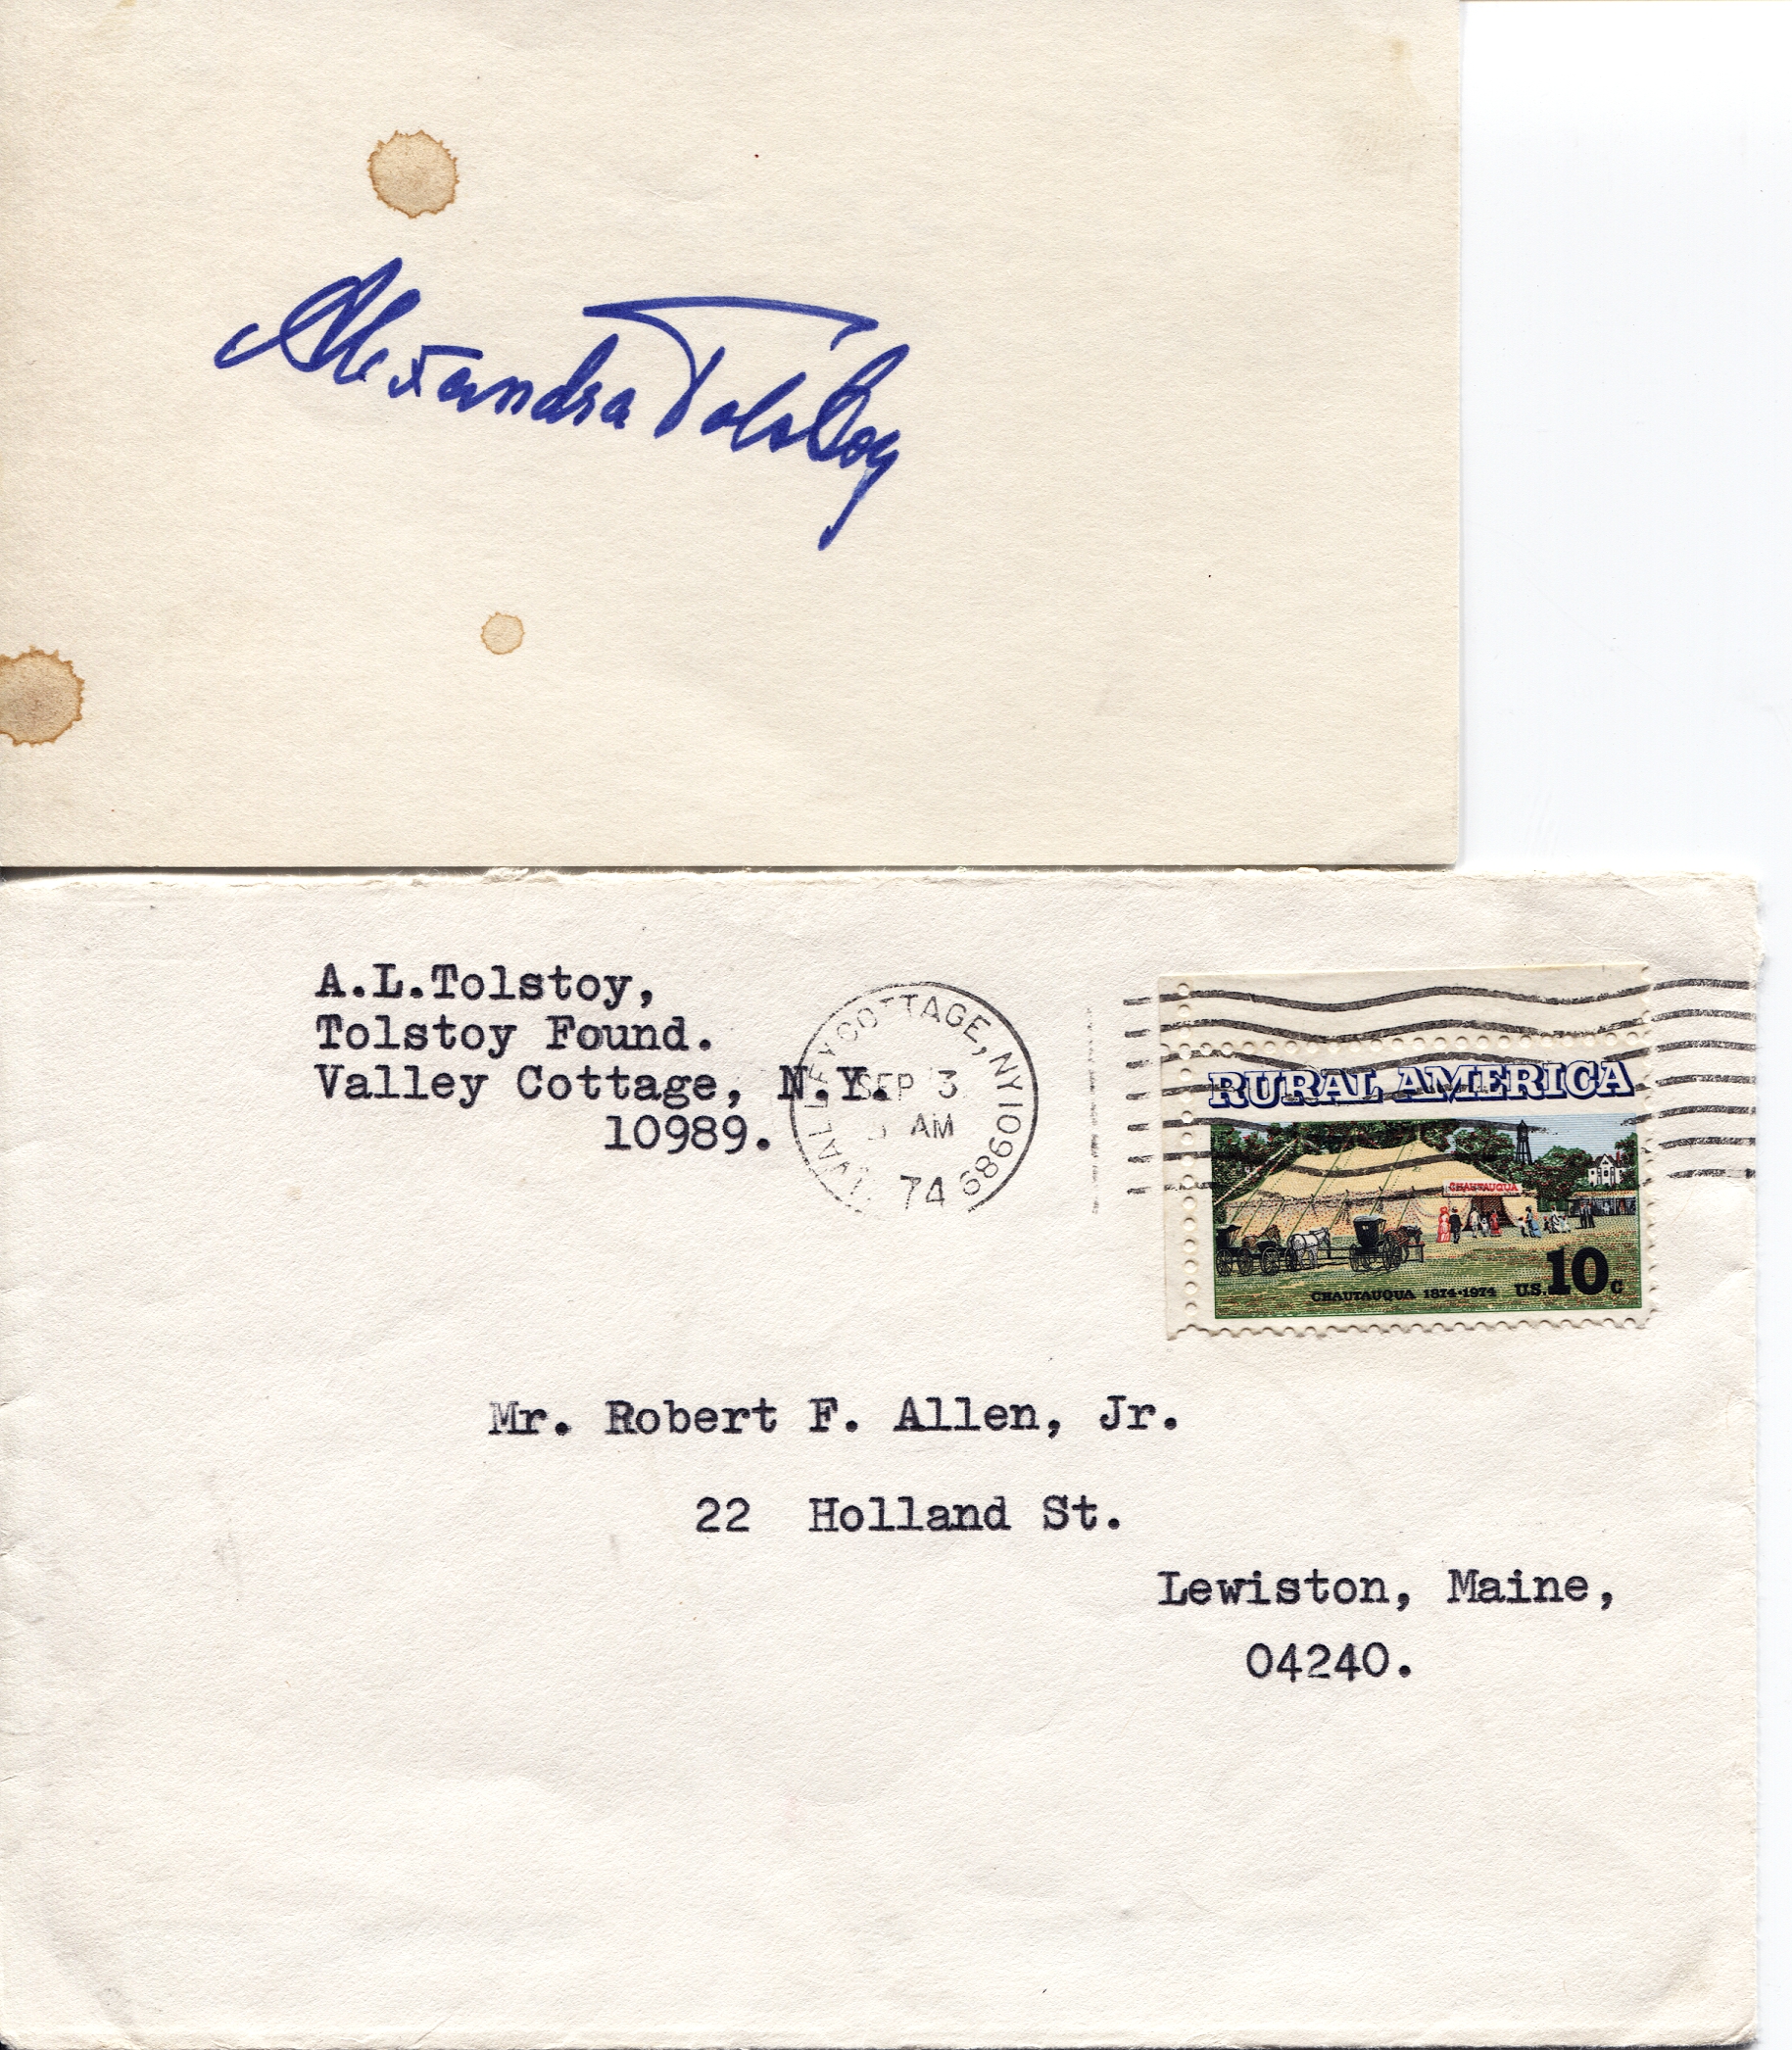 Alexandra Tolstoy
A.L.Tolstoy,
Tolstoy Found.
Valley Cottage, N.Y.
10989.
VALLEY COTTAGE, NY 10989
SEP 3
AM
74
RURAL AMERICA
CHAUTAUQUA
CHAUTAUQUA 1874·1974 U.S. 10c
Mr. Robert F. Allen, Jr.
22 Holland St.
Lewiston, Maine,
04240.